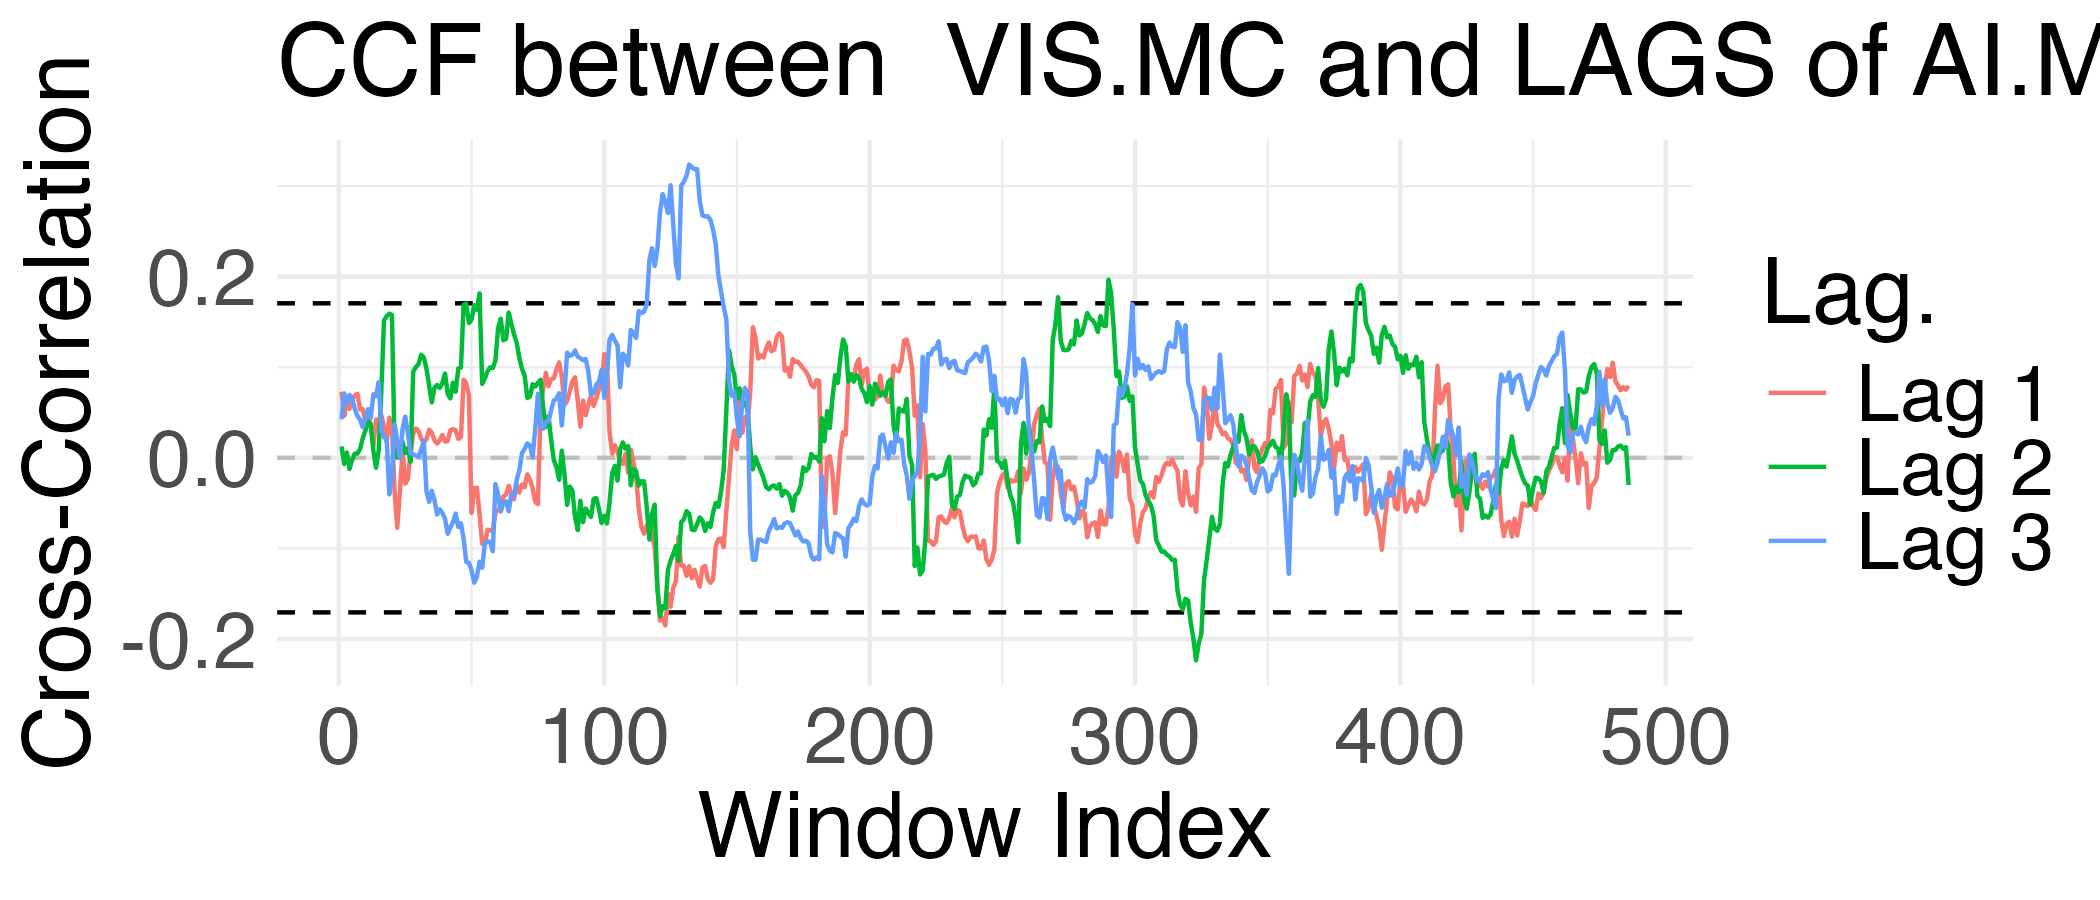 CCF between  VIS.MC and LAGS of AI.M
Cross-Correlation
0.2
0.0
-0.2
0
100
200
300
400
500
Window Index
Lag.
Lag 1
Lag 2
Lag 3